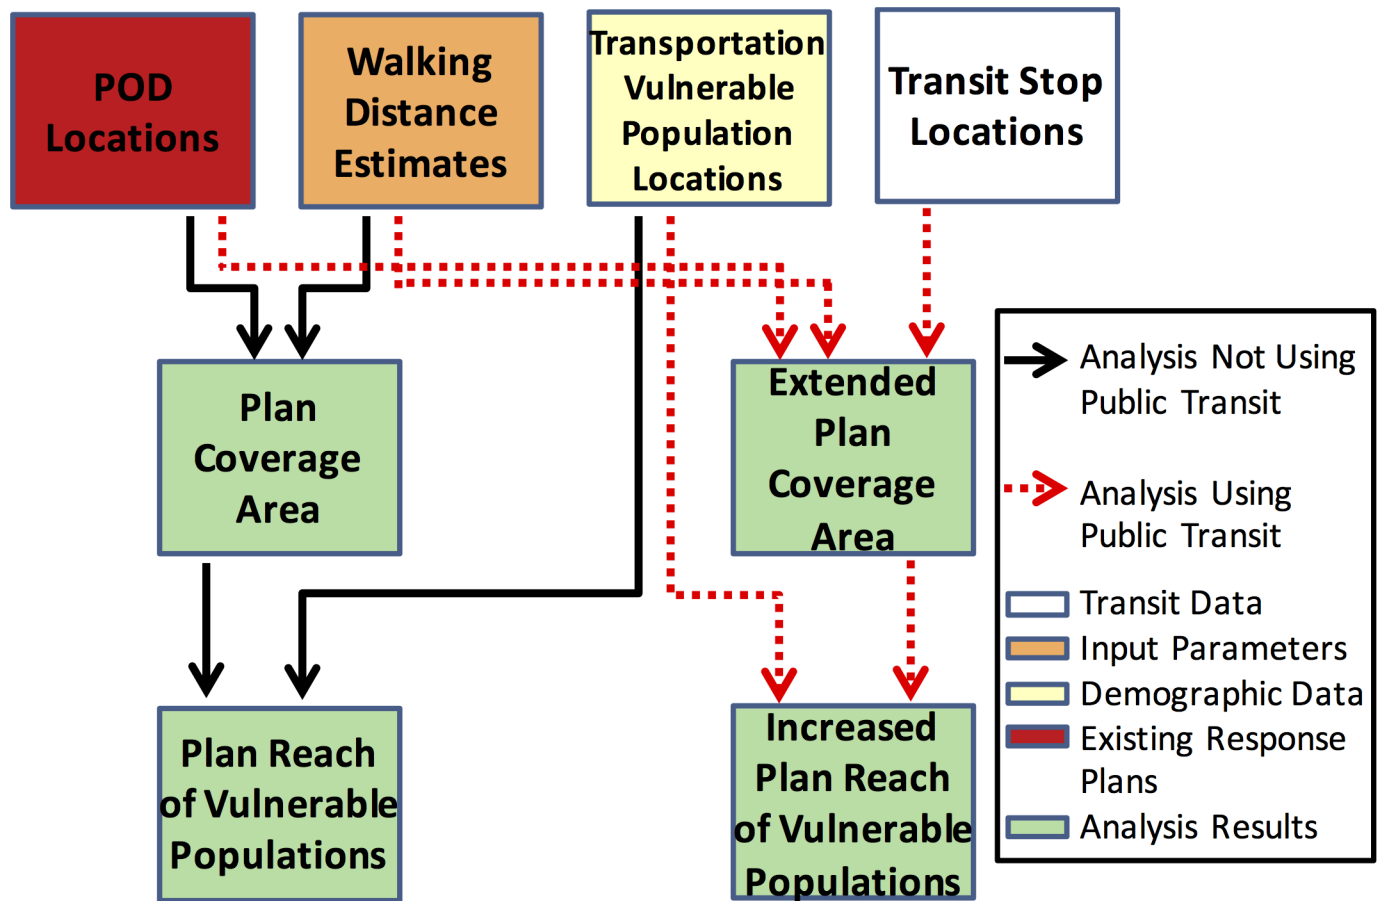 POD
Locations
Walking
Distance
Estimates
Transportation
Vulnerable
Population
Locations
Transit Stop
Locations
Plan
Coverage
Area
Extended
Plan
Coverage
Area
Plan Reach
of Vulnerable
Populations
Increased
Plan Reach
of Vulnerable
Populations
Analysis Not Using
Public Transit
Analysis Using
Public Transit
Transit Data
Input Parameters
Demographic Data
Existing Response
Plans
Analysis Results